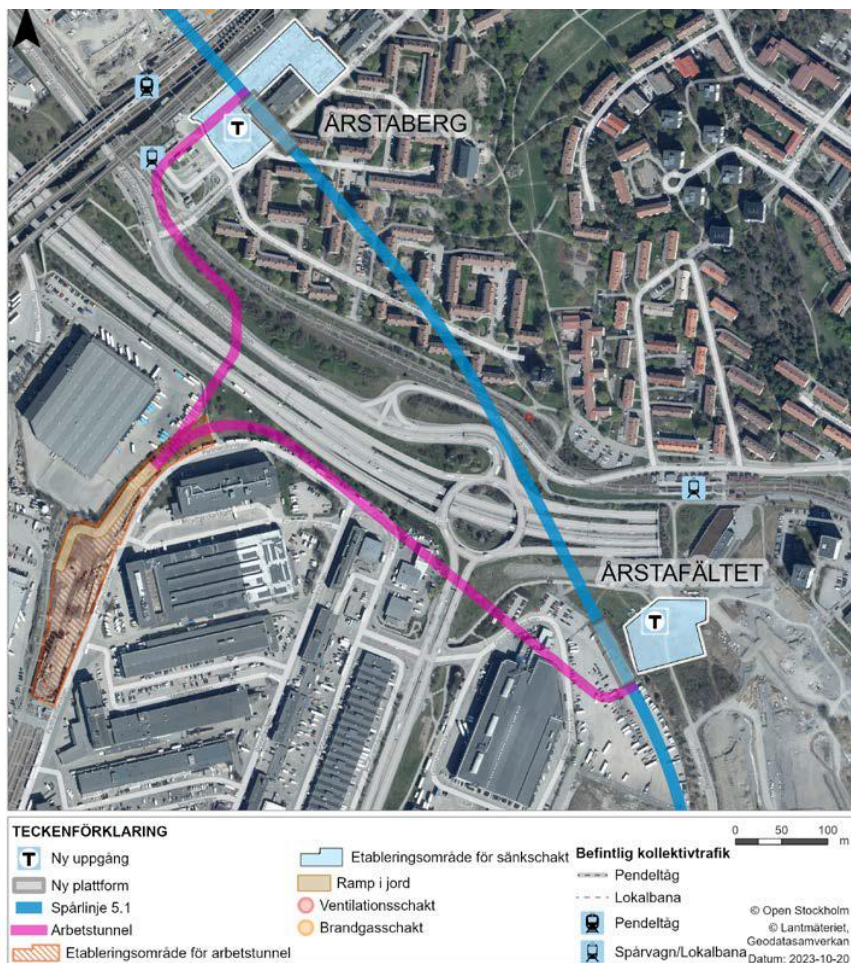 ÅRSTABERG
ÅRSTAFÄLTET
TECKENFÖRKLARING
T Ny uppgång
Ny plattform
Spårlinje 5.1
Arbetstunnel
Etableringsområde för arbetstunnel
Etableringsområde för sänkschakt
Ramp i jord
Ventilationsschakt
Brandgasschakt
Befintlig kollektivtrafik
Pendeltåg
Lokalbana
Pendeltåg
Spårvagn/Lokalbana
0 50 100
m
© Open Stockholm
© Lantmäteriet,
Geodatasamverkan
Datum: 2023-10-20
T
T